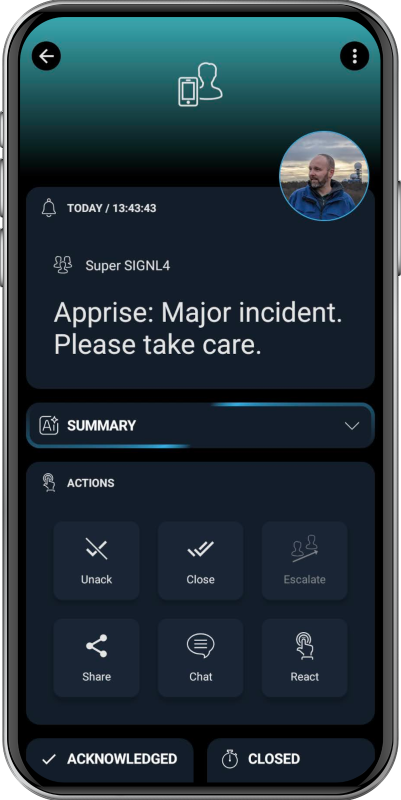 TODAY / 13:43:43
Super SIGNL4
Apprise: Major incident.
Please take care.
AI SUMMARY
ACTIONS
Unack Close Escalate
Share Chat React
ACKNOWLEDGED CLOSED